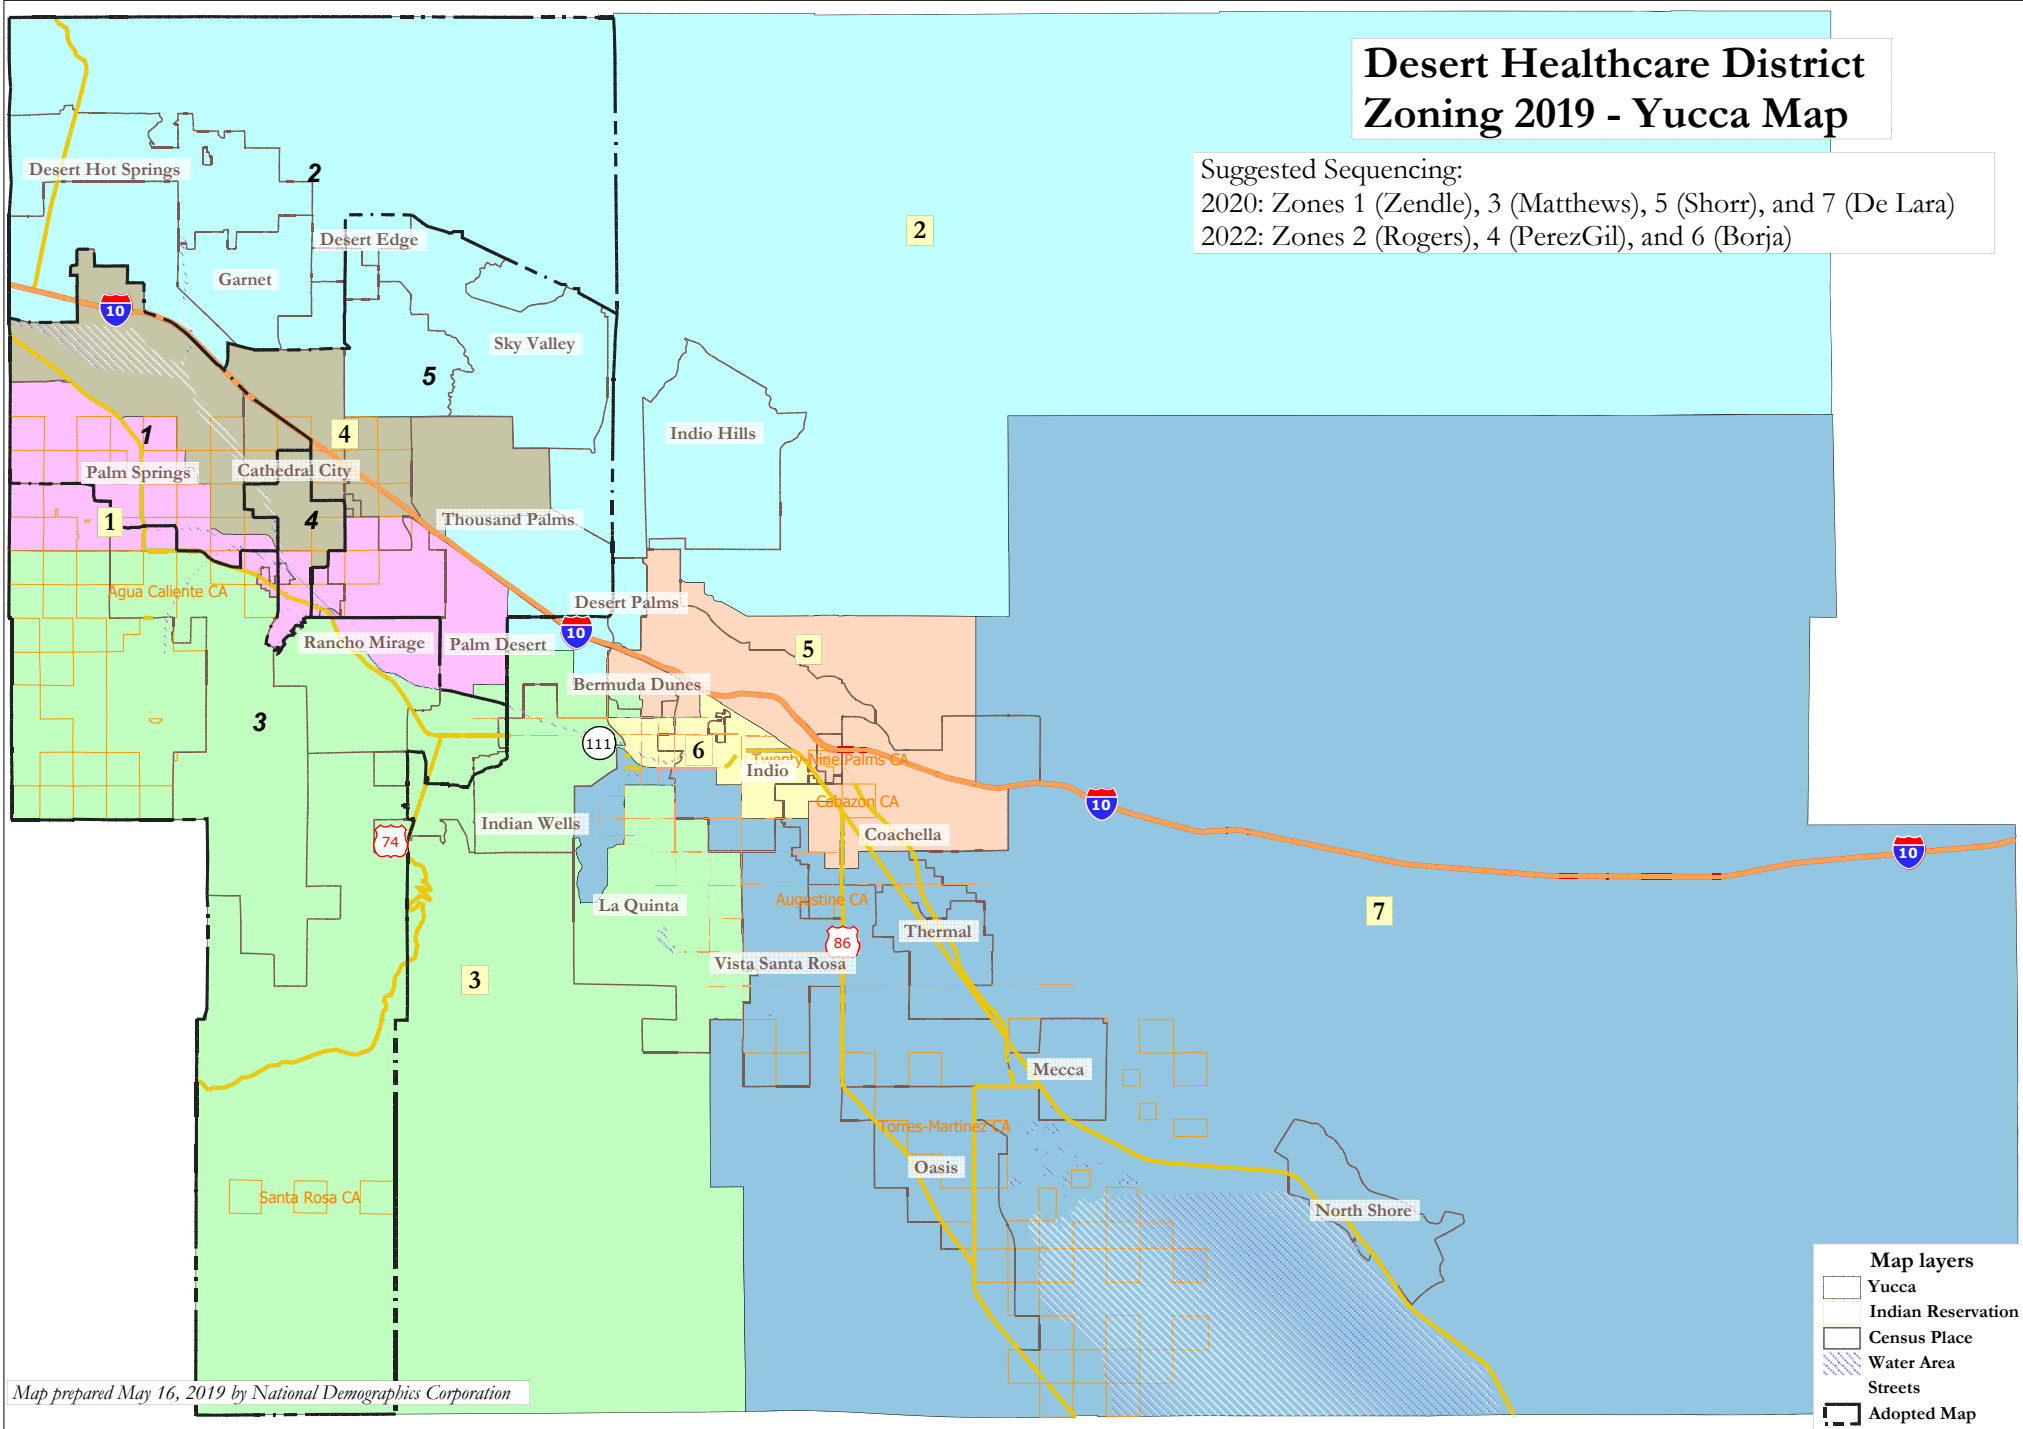 Desert Healthcare District
Zoning 2019 - Yucca Map
Suggested Sequencing:
2020: Zones 1 (Zendle), 3 (Matthews), 5 (Shorr), and 7 (De Lara)
2022: Zones 2 (Rogers), 4 (PerezGil), and 6 (Borja)
Desert Hot Springs
2
2
Desert Edge
Garnet
10
Sky Valley
5
1
4
Indio Hills
Palm Springs
Cathedral City
1
4
Thousand Palms
Agua Caliente CA
Desert Palms
10
Rancho Mirage
Palm Desert
5
Bermuda Dunes
3
111
6
Twenty-Nine Palms CA
Indio
Cabazon CA
10
Indian Wells
Coachella
74
10
La Quinta
Augustine CA
7
Thermal
86
Vista Santa Rosa
3
Mecca
Torres-Martinez CA
Oasis
Santa Rosa CA
North Shore
Map layers
Yucca
Indian Reservation
Census Place
Water Area
Streets
Adopted Map
Map prepared May 16, 2019 by National Demographics Corporation